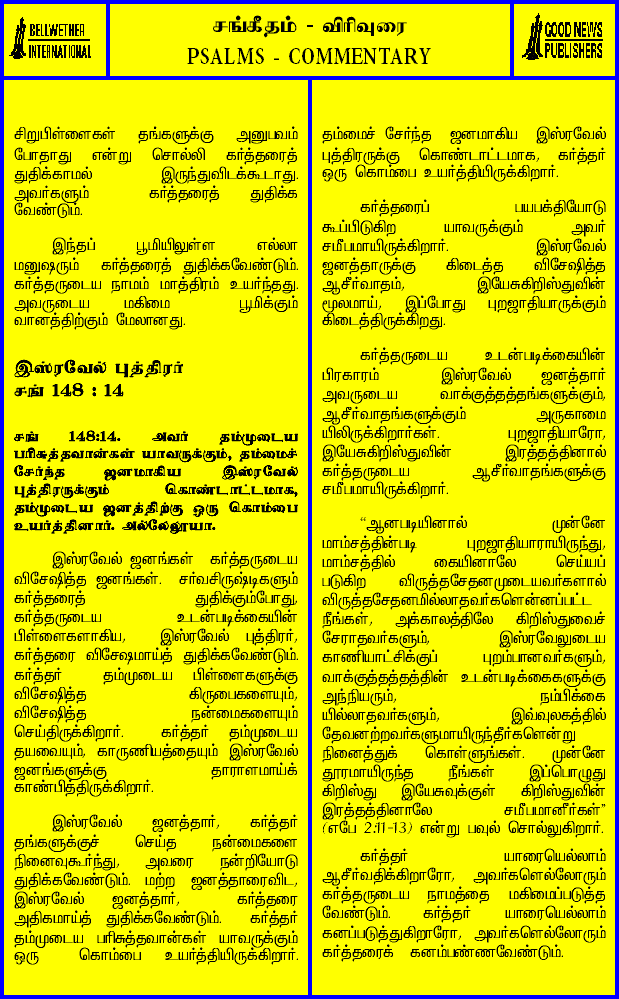 BELLWETHER
INTERNATIONAL
சங்கீதம் - விரிவுரை
PSALMS - COMMENTARY
GOOD NEWS
PUBLISHERS
சிறுபிள்ளைகள் தங்களுக்கு அனுபவம்
போதாது என்று சொல்லி கர்த்தரைத்
துதிக்காமல் இருந்துவிடக்கூடாது.
அவர்களும் கர்த்தரைத் துதிக்க
வேண்டும்.
இந்தப் பூமியிலுள்ள எல்லா
மனுஷரும் கர்த்தரைத் துதிக்கவேண்டும்.
கர்த்தருடைய நாமம் மாத்திரம் உயர்ந்தது.
அவருடைய மகிமை பூமிக்கும்
வானத்திற்கும் மேலானது.
இஸ்ரவேல் புத்திரர்
சங் 148 : 14
சங் 148:14. அவர் தம்முடைய
பரிசுத்தவான்கள் யாவருக்கும், தம்மைச்
சேர்ந்த ஜனமாகிய இஸ்ரவேல்
புத்திரருக்கும் கொண்டாட்டமாக,
தம்முடைய ஜனத்திற்கு ஒரு கொம்பை
உயர்த்தினார். அல்லேலூயா.
இஸ்ரவேல் ஜனங்கள் கர்த்தருடைய
விசேஷித்த ஜனங்கள். சர்வசிருஷ்டிகளும்
கர்த்தரைத் துதிக்கும்போது,
கர்த்தருடைய உடன்படிக்கையின்
பிள்ளைகளாகிய, இஸ்ரவேல் புத்திரர்,
கர்த்தரை விசேஷமாய்த் துதிக்கவேண்டும்.
கர்த்தர் தம்முடைய பிள்ளைகளுக்கு
விசேஷித்த கிருபைகளையும்,
விசேஷித்த நன்மைகளையும்
செய்திருக்கிறார். கர்த்தர் தம்முடைய
தயவையும், காருணியத்தையும் இஸ்ரவேல்
ஜனங்களுக்கு தாராளமாய்க்
காண்பித்திருக்கிறார்.
இஸ்ரவேல் ஜனத்தார், கர்த்தர்
தங்களுக்குச் செய்த நன்மைகளை
நினைவுகூர்ந்து, அவரை நன்றியோடு
துதிக்கவேண்டும். மற்ற ஜனத்தாரைவிட,
இஸ்ரவேல் ஜனத்தார், கர்த்தரை
அதிகமாய்த் துதிக்கவேண்டும். கர்த்தர்
தம்முடைய பரிசுத்தவான்கள் யாவருக்கும்
ஒரு கொம்பை உயர்த்தியிருக்கிறார்.
தம்மைச் சேர்ந்த ஜனமாகிய இஸ்ரவேல்
புத்திரருக்கு கொண்டாட்டமாக, கர்த்தர்
ஒரு கொம்பை உயர்த்தியிருக்கிறார்.
கர்த்தரைப் பயபக்தியோடு
கூப்பிடுகிற யாவருக்கும் அவர்
சமீபமாயிருக்கிறார். இஸ்ரவேல்
ஜனத்தாருக்கு கிடைத்த விசேஷித்த
ஆசீர்வாதம், இயேசுகிறிஸ்துவின்
மூலமாய், இப்போது புறஜாதியாருக்கும்
கிடைத்திருக்கிறது.
கர்த்தருடைய உடன்படிக்கையின்
பிரகாரம் இஸ்ரவேல் ஜனத்தார்
அவருடைய வாக்குத்தத்தங்களுக்கும்,
ஆசீர்வாதங்களுக்கும் அருகாமை
யிலிருக்கிறார்கள். புறஜாதியாரோ,
இயேசுகிறிஸ்துவின் இரத்தத்தினால்
கர்த்தருடைய ஆசீர்வாதங்களுக்கு
சமீபமாயிருக்கிறார்.
“ஆனபடியினால் முன்னே
மாம்சத்தின்படி புறஜாதியாராயிருந்து,
மாம்சத்தில் கையினாலே செய்யப்
படுகிற விருத்தசேதனமுடையவர்களால்
விருத்தசேதனமில்லாதவர்களென்னப்பட்ட
நீங்கள், அக்காலத்திலே கிறிஸ்துவைச்
சேராதவர்களும், இஸ்ரவேலுடைய
காணியாட்சிக்குப் புறம்பானவர்களும்,
வாக்குத்தத்தத்தின் உடன்படிக்கைகளுக்கு
அந்நியரும், நம்பிக்கை
யில்லாதவர்களும், இவ்வுலகத்தில்
தேவனற்றவர்களுமாயிருந்தீர்களென்று
நினைத்துக் கொள்ளுங்கள். முன்னே
தூரமாயிருந்த நீங்கள் இப்பொழுது
கிறிஸ்து இயேசுவுக்குள் கிறிஸ்துவின்
இரத்தத்தினாலே சமீபமானீர்கள்”
(எபே 2:11-13) என்று பவுல் சொல்லுகிறார்.
கர்த்தர் யாரையெல்லாம்
ஆசீர்வதிக்கிறாரோ, அவர்களெல்லோரும்
கர்த்தருடைய நாமத்தை மகிமைப்படுத்த
வேண்டும். கர்த்தர் யாரையெல்லாம்
கனப்படுத்துகிறாரோ, அவர்களெல்லோரும்
கர்த்தரைக் கனம்பண்ணவேண்டும்.